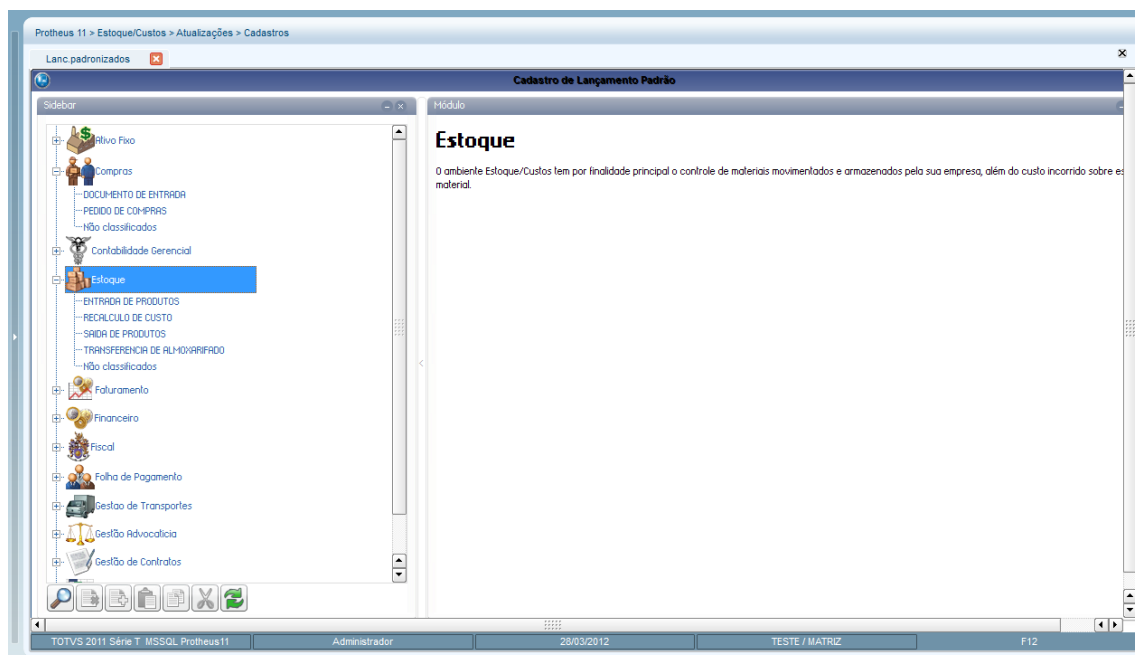 Protheus 11 > Estoque/Custos > Atualizações > Cadastros
Lanc.padronizados
Cadastro de Lançamento Padrão
Sidebar
Ativo Fixo
Compras
DOCUMENTO DE ENTRADA
PEDIDO DE COMPRAS
Não classificados
Contabilidade Gerencial
Estoque
ENTRADA DE PRODUTOS
RECALCULO DE CUSTO
SAIDA DE PRODUTOS
TRANSFERENCIA DE ALMOXARIFADO
Não classificados
Faturamento
Financeiro
Fiscal
Folha de Pagamento
Gestao de Transportes
Gestão Advocaticia
Gestão de Contratos
Módulo
Estoque
O ambiente Estoque/Custos tem por finalidade principal o controle de materiais movimentados e armazenados pela sua empresa, além do custo incorrido sobre
material.
TOTVS 2011 Série T MSSQL Protheus11
Administrador
28/03/2012
TESTE / MATRIZ
F12